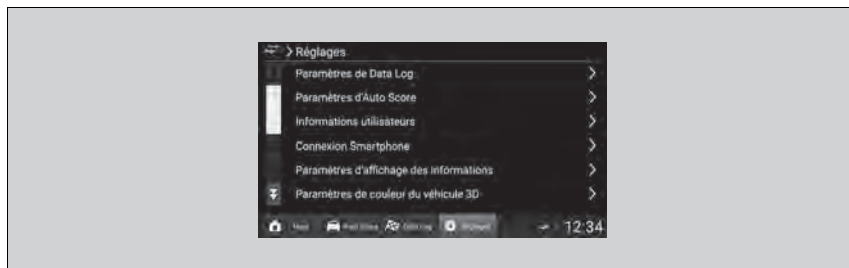 Réglages
Paramètres de Data Log
Paramètres d'Auto Score
Informations utilisateurs
Connexion Smartphone
Paramètres d'affichage des informations
Paramètres de couleur du véhicule 3D
12:34